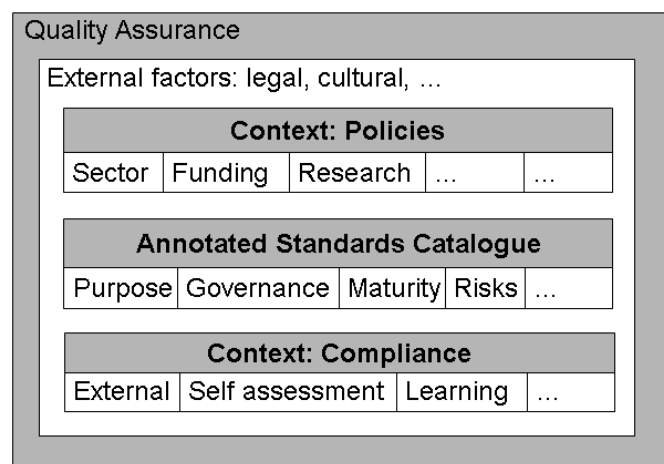 Quality Assurance
External factors: legal, cultural, ...
Context: Policies
Sector Funding Research ... ...
Annotated Standards Catalogue
Purpose Governance Maturity Risks ...
Context: Compliance
External Self assessment Learning ...